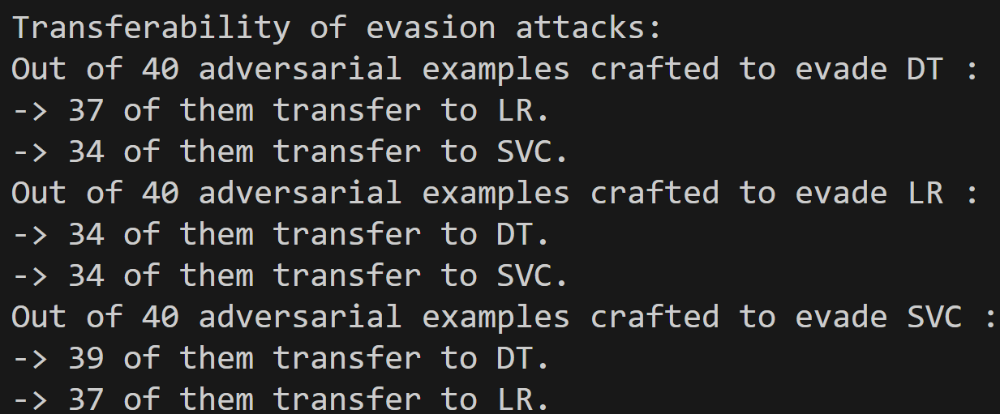 Transferability of evasion attacks:
Out of 40 adversarial examples crafted to evade DT :
-> 37 of them transfer to LR.
-> 34 of them transfer to SVC.
Out of 40 adversarial examples crafted to evade LR :
-> 34 of them transfer to DT.
-> 34 of them transfer to SVC.
Out of 40 adversarial examples crafted to evade SVC :
-> 39 of them transfer to DT.
-> 37 of them transfer to LR.